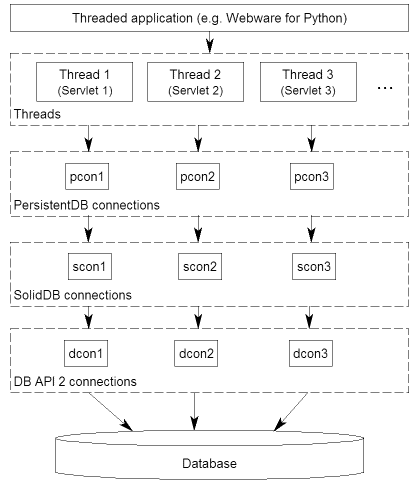 Threaded application (e.g. Webware for Python)
Thread 1 Thread 2 Thread 3
(Servlet 1) (Servlet 2) (Servlet 3) ...
Threads
pcon1 pcon2 pcon3
PersistentDB connections
scon1 scon2 scon3
SolidDB connections
dcon1 dcon2 dcon3
DB API 2 connections
Database